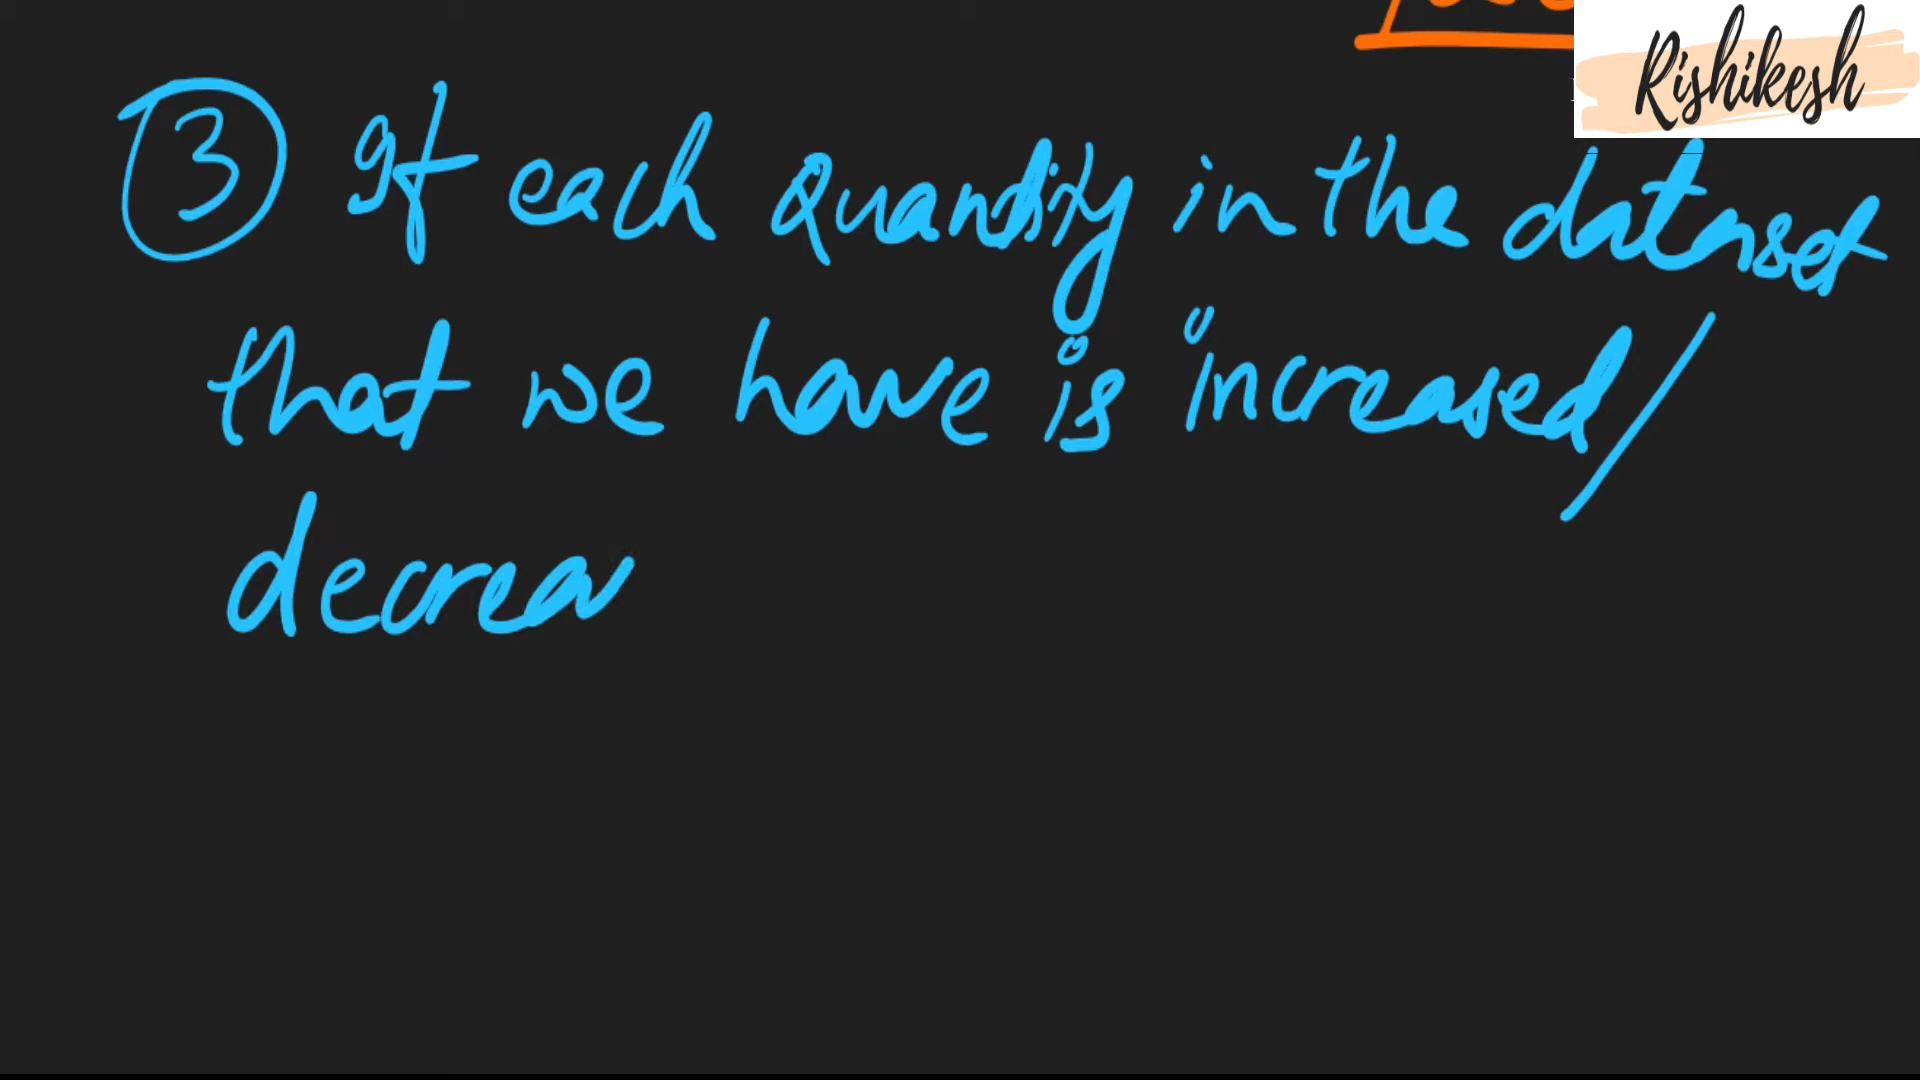 Rishikesh
③ If each quantity in the dataset
that we have is increased/
decrea